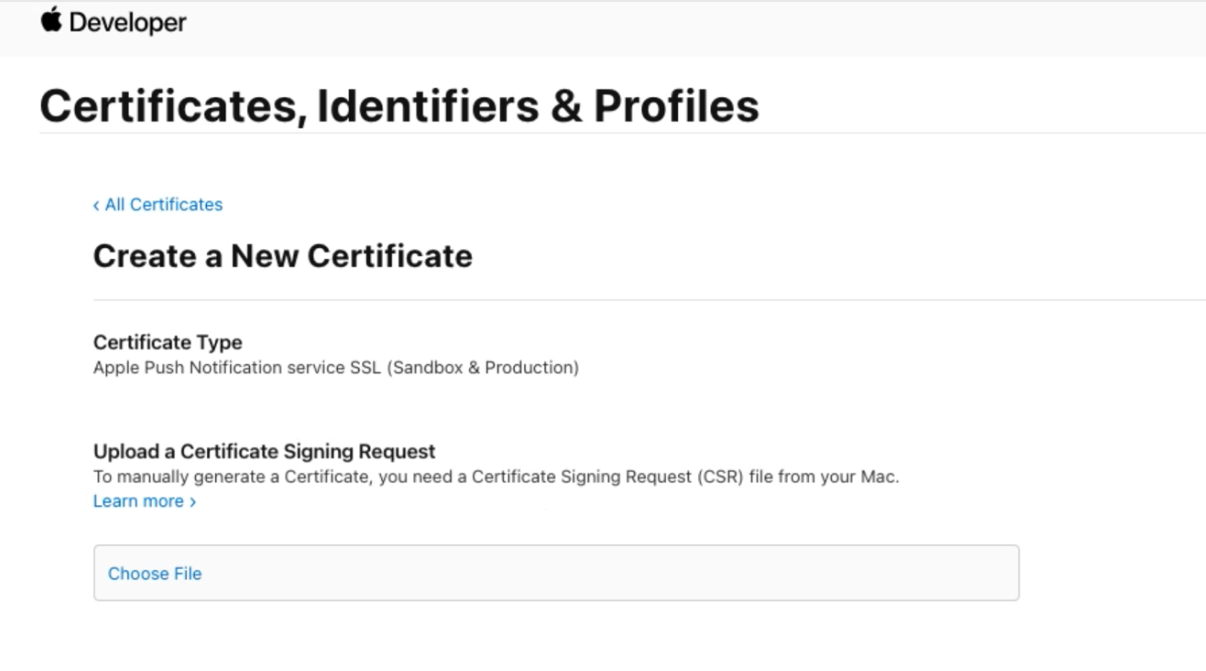 Developer
Certificates, Identifiers & Profiles
‹ All Certificates
Create a New Certificate
Certificate Type
Apple Push Notification service SSL (Sandbox & Production)
Upload a Certificate Signing Request
To manually generate a Certificate, you need a Certificate Signing Request (CSR) file from your Mac.
Learn more ›
Choose File